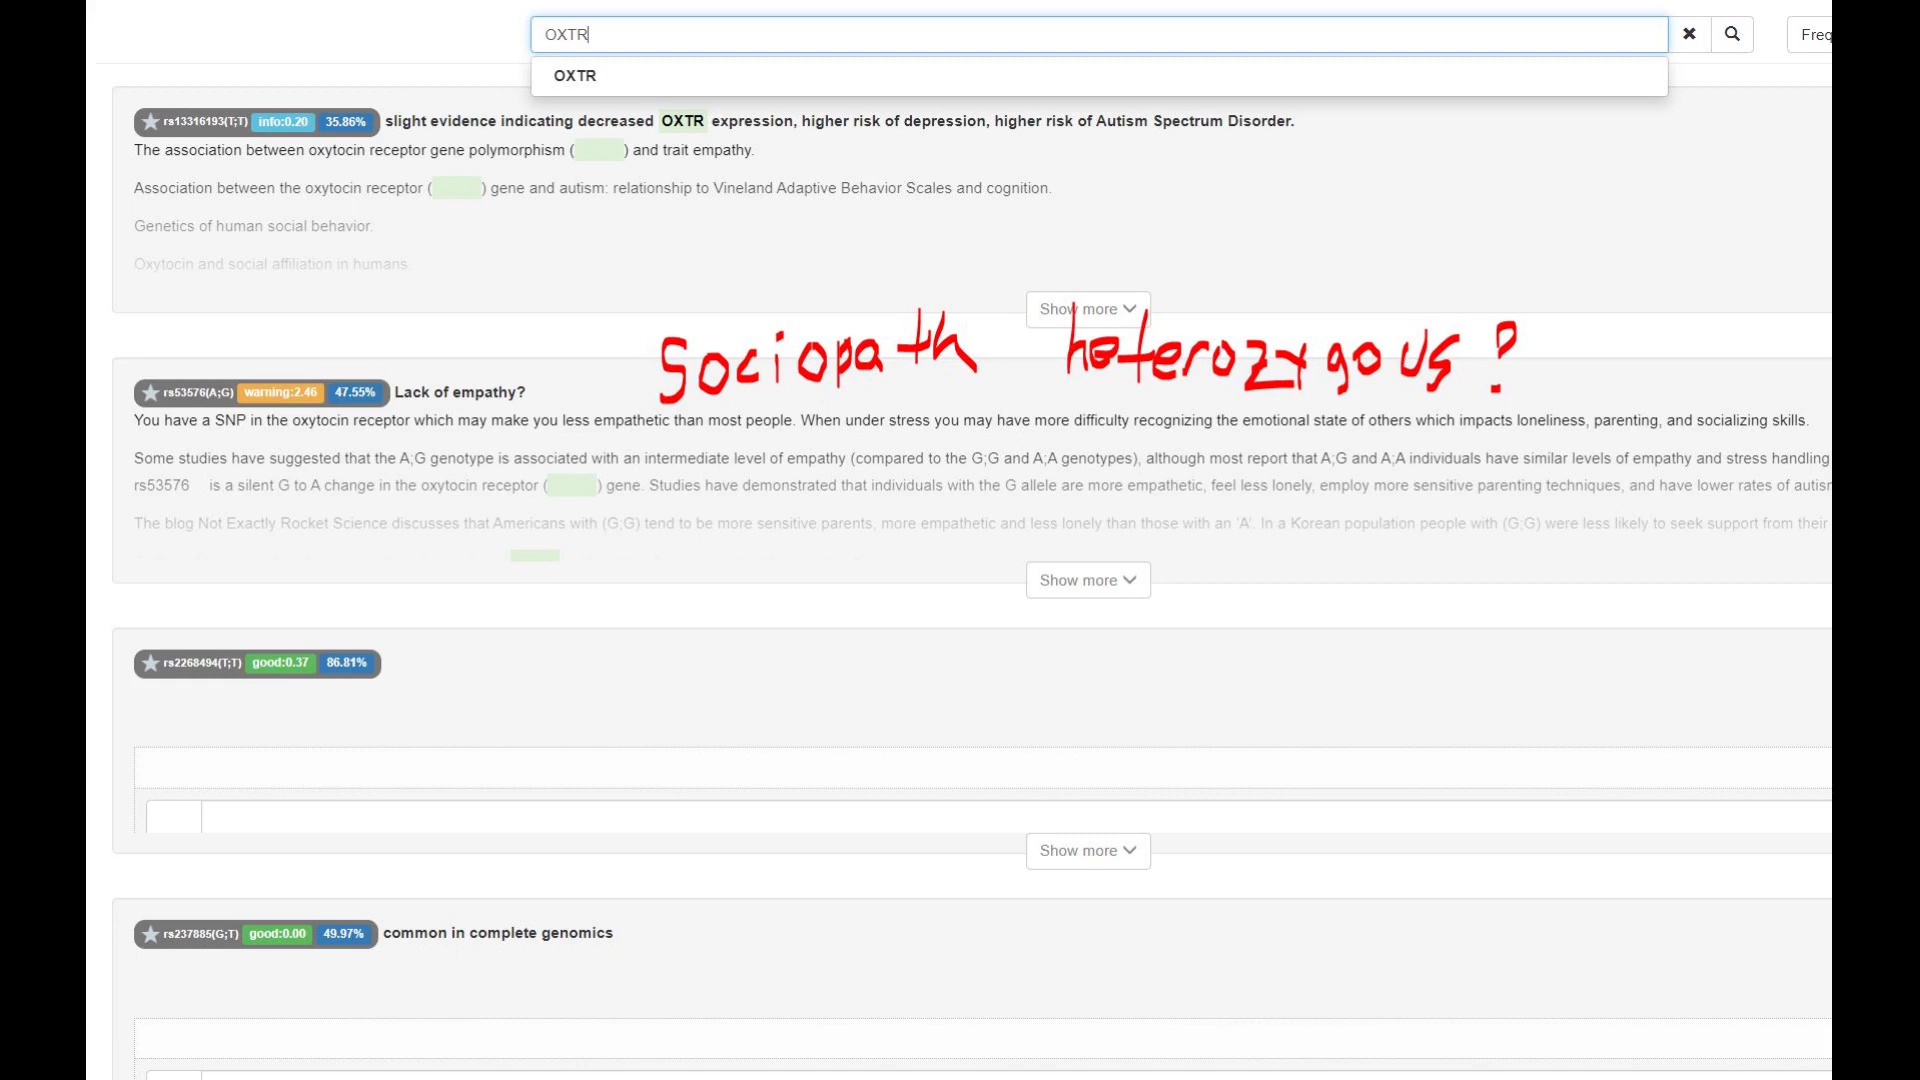 OXTR
Freq
OXTR
rs13316193(T;T) info:0.20 35.86% slight evidence indicating decreased OXTR expression, higher risk of depression, higher risk of Autism Spectrum Disorder.
The association between oxytocin receptor gene polymorphism ( ) and trait empathy.
Association between the oxytocin receptor ( ) gene and autism: relationship to Vineland Adaptive Behavior Scales and cognition.
Genetics of human social behavior.
Oxytocin and social affiliation in humans.
Show more
Sociopath heterozygous?
rs53576(A;G) warning:2.46 47.55% Lack of empathy?
You have a SNP in the oxytocin receptor which may make you less empathetic than most people. When under stress you may have more difficulty recognizing the emotional state of others which impacts loneliness, parenting, and socializing skills.
Some studies have suggested that the A;G genotype is associated with an intermediate level of empathy (compared to the G;G and A;A genotypes), although most report that A;G and A;A individuals have similar levels of empathy and stress handling
rs53576 is a silent G to A change in the oxytocin receptor ( ) gene. Studies have demonstrated that individuals with the G allele are more empathetic, feel less lonely, employ more sensitive parenting techniques, and have lower rates of autism
The blog Not Exactly Rocket Science discusses that Americans with (G;G) tend to be more sensitive parents, more empathetic and less lonely than those with an 'A'. In a Korean population people with (G;G) were less likely to seek support from their
Show more
rs2268494(T;T) good:0.37 86.81%
Show more
rs237885(G;T) good:0.00 49.97% common in complete genomics